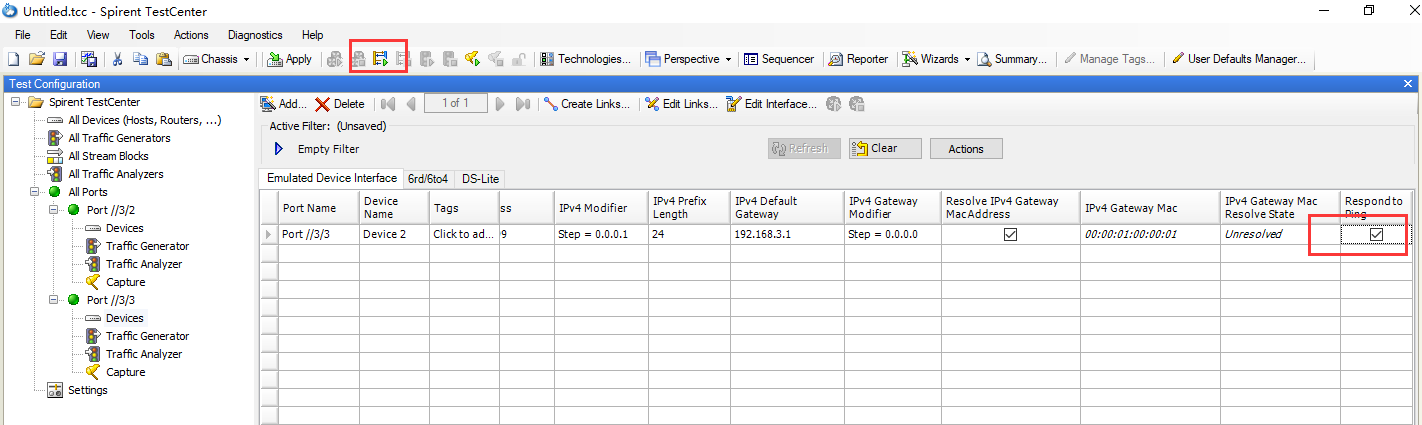 Untitled.tcc - Spirent TestCenter
File Edit View Tools Actions Diagnostics Help
Chassis Apply Technologies... Perspective Sequencer Reporter Wizards Summary... Manage Tags... User Defaults Manager...
Test Configuration
Spirent TestCenter
All Devices (Hosts, Routers, ...)
All Traffic Generators
All Stream Blocks
All Traffic Analyzers
All Ports
Port //3/2
Devices
Traffic Generator
Traffic Analyzer
Capture
Port //3/3
Devices
Traffic Generator
Traffic Analyzer
Capture
Settings
Add... Delete 1 of 1 Create Links... Edit Links... Edit Interface...
Active Filter: (Unsaved)
Empty Filter Refresh Clear Actions
Emulated Device Interface 6rd/6to4 DS-Lite
Port Name Device Name Tags ss IPv4 Modifier IPv4 Prefix Length IPv4 Default Gateway IPv4 Gateway Modifier Resolve IPv4 Gateway Mac Address IPv4 Gateway Mac IPv4 Gateway Mac Resolve State Respond to Ping
Port //3/3 Device 2 Click to ad... 9 Step = 0.0.0.1 24 192.168.3.1 Step = 0.0.0.0 00:00:01:00:00:01 Unresolved